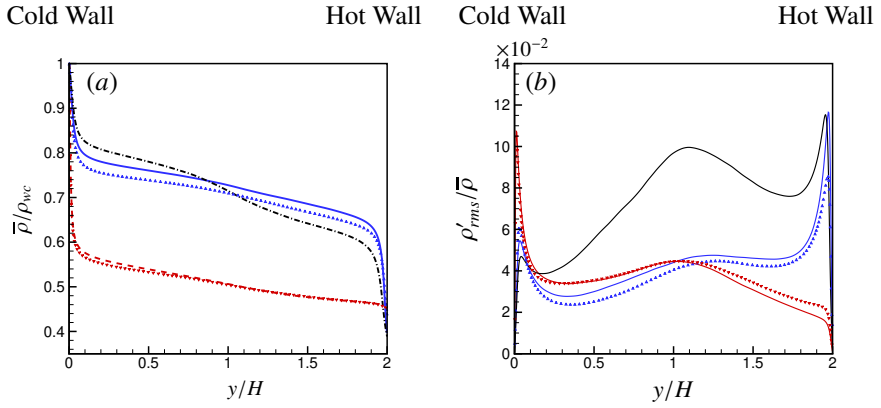 Cold Wall Hot Wall Cold Wall Hot Wall
×10⁻²
(a)
1
0.9
0.8
0.7
0.6
0.5
0.4
ρ̅/ρ_wc
0 0.5 1 1.5 2
y/H
(b)
14
12
10
8
6
4
2
0
ρ′_rms/ρ̅
0 0.5 1 1.5 2
y/H